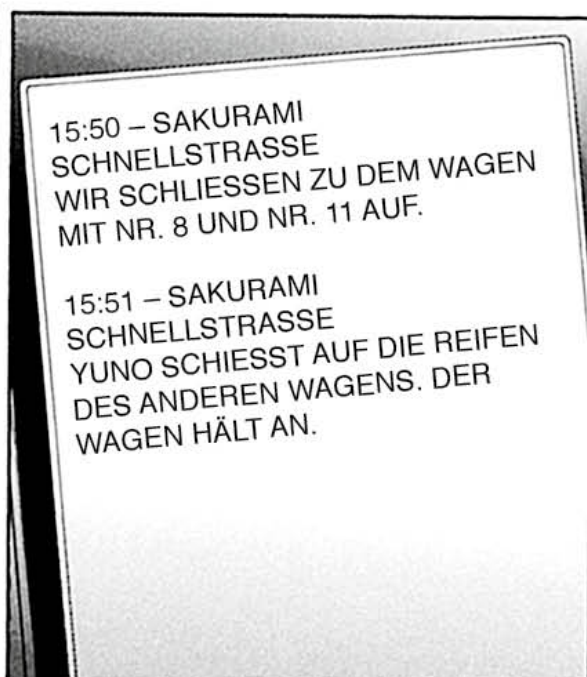 15:50 – SAKURAMI
SCHNELLSTRASSE
WIR SCHLIESSEN ZU DEM WAGEN
MIT NR. 8 UND NR. 11 AUF.
15:51 – SAKURAMI
SCHNELLSTRASSE
YUNO SCHIESST AUF DIE REIFEN
DES ANDEREN WAGENS. DER
WAGEN HÄLT AN.